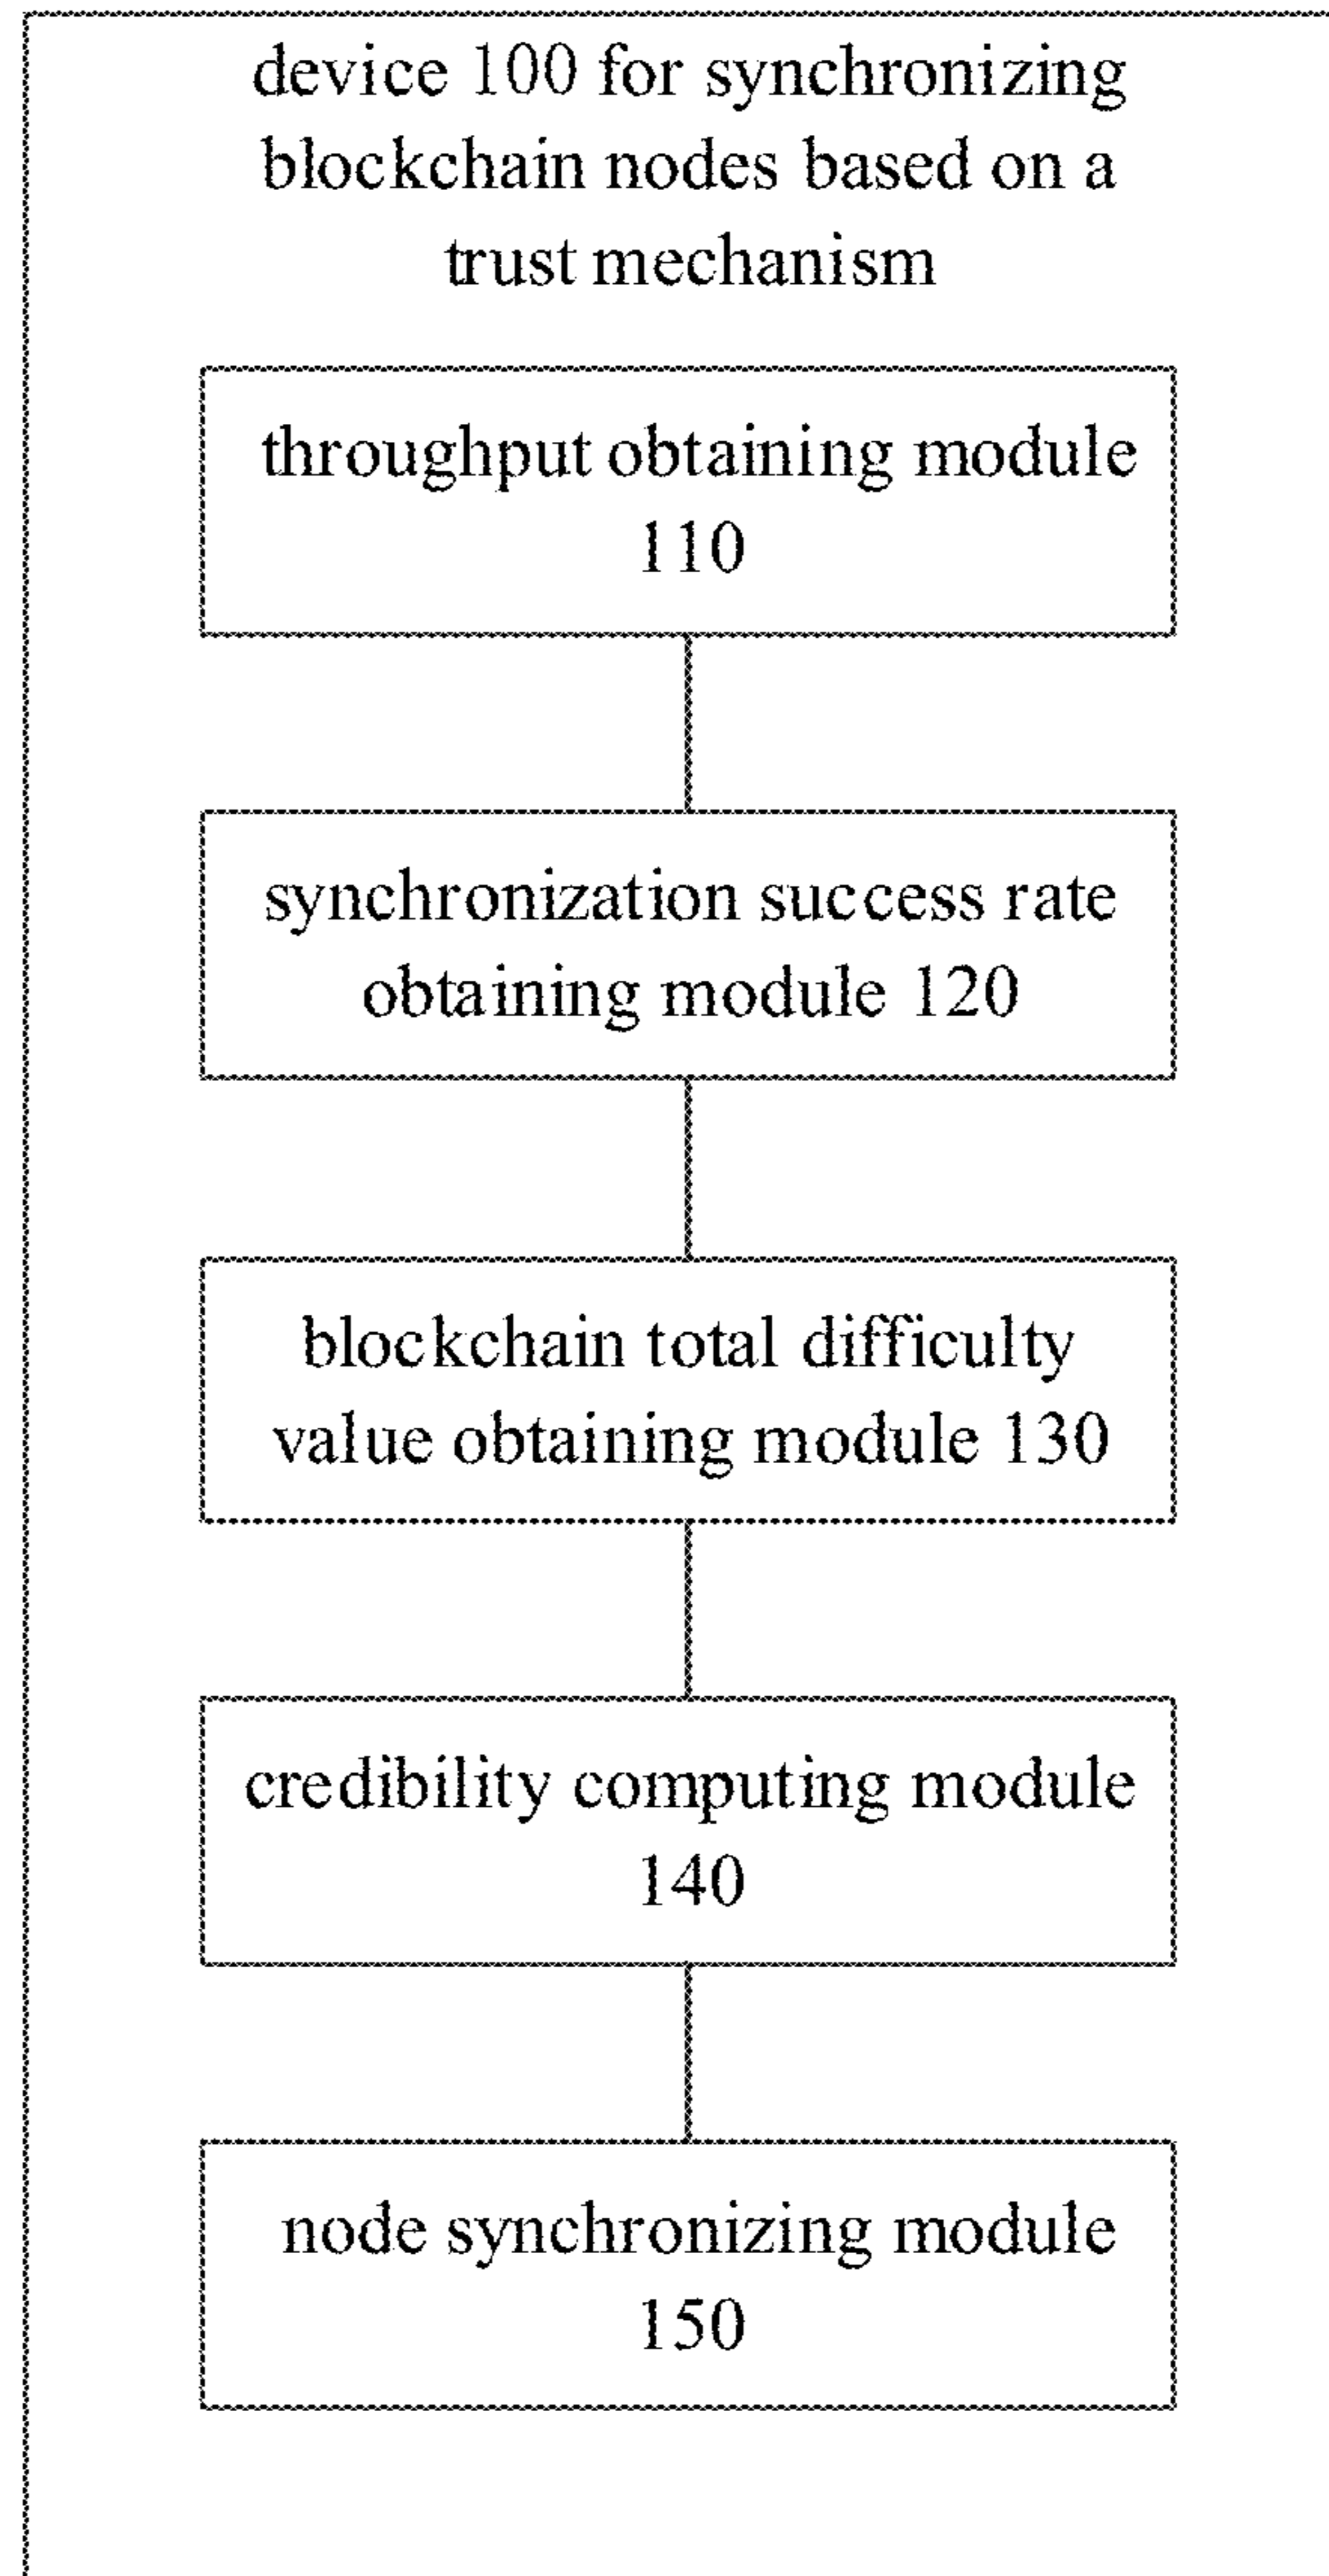 device 100 for synchronizing
blockchain nodes based on a
trust mechanism
throughput obtaining module
110
synchronization success rate
obtaining module 120
blockchain total difficulty
value obtaining module 130
credibility computing module
140
node synchronizing module
150